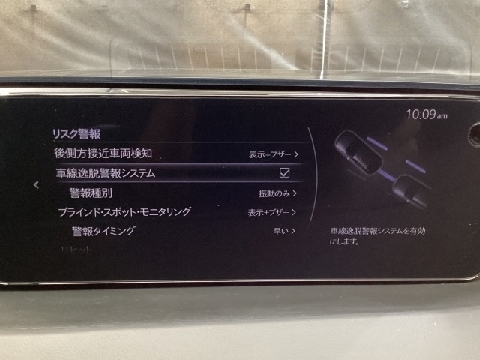 10:09am
リスク警報
後側方接近車両検知 表示+ブザー
車線逸脱警報システム
警報種別 振動のみ
ブラインド・スポット・モニタリング 表示+ブザー
警報タイミング 早い
車線逸脱警報システムを有効
にします。